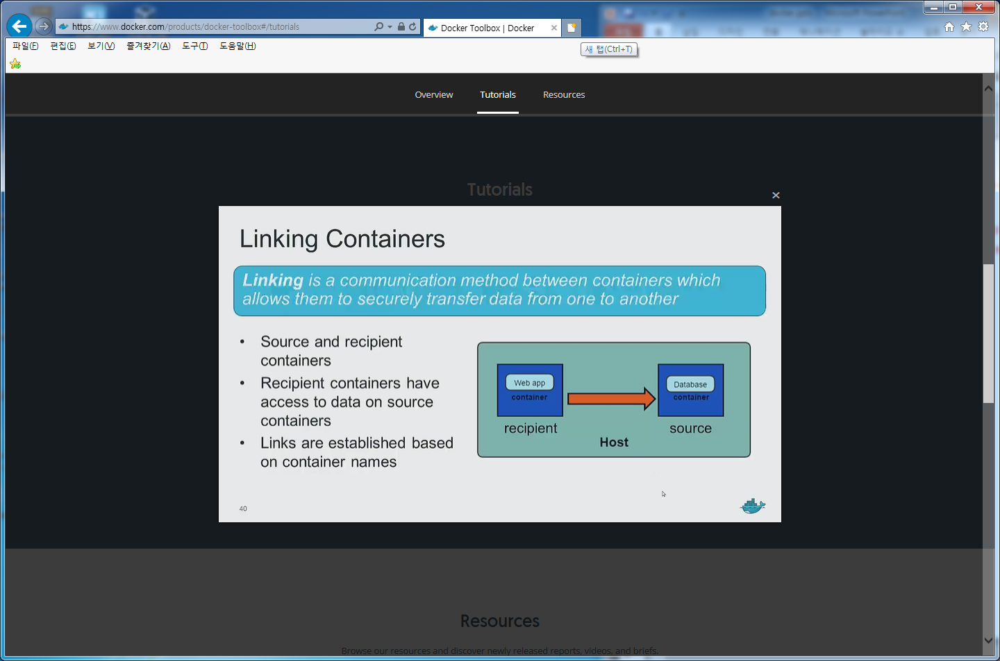 https://www.docker.com/products/docker-toolbox#/tutorials
Docker Toolbox | Docker
파일(F) 편집(E) 보기(V) 즐겨찾기(A) 도구(T) 도움말(H)
새 탭(Ctrl+T)
Overview Tutorials Resources
Tutorials
Linking Containers
Linking is a communication method between containers which
allows them to securely transfer data from one to another
• Source and recipient
containers
• Recipient containers have
access to data on source
containers
• Links are established based
on container names
Web app
container
recipient
Database
container
source
Host
40
Resources
Browse our resources and discover newly released reports, videos, and briefs.